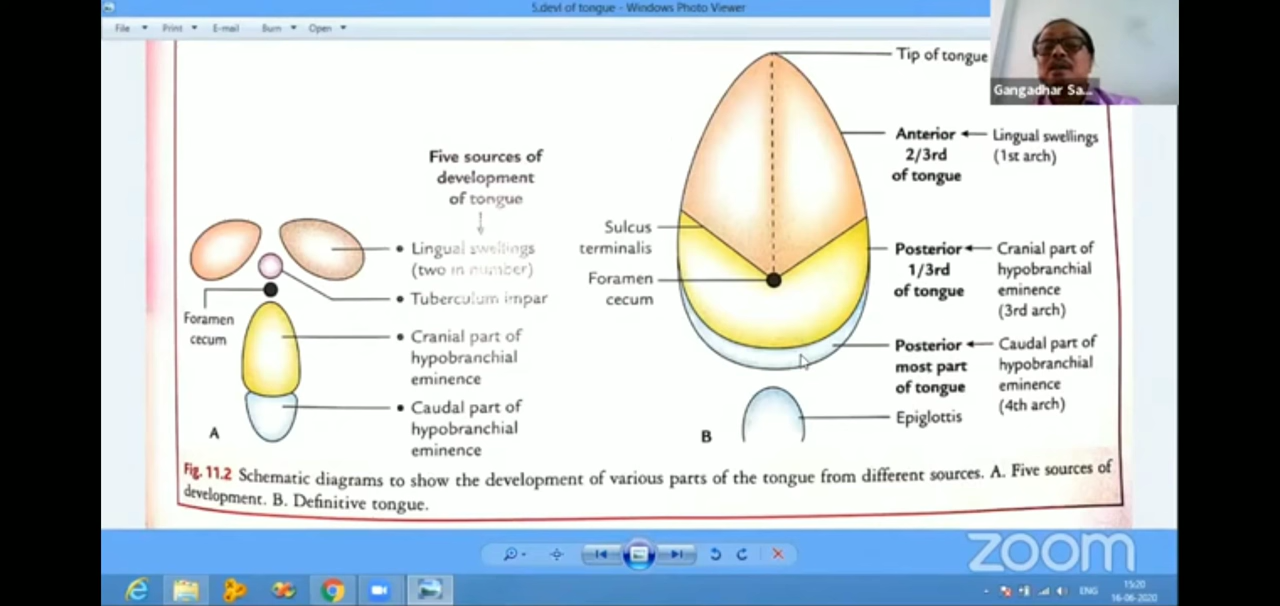 5.devl of tongue - Windows Photo Viewer
File Print E-mail Burn Open
Gangadhar Sa...
Five sources of
development
of tongue
• Lingual swellings
(two in number)
• Tuberculum impar
Foramen
cecum
• Cranial part of
hypobranchial
eminence
• Caudal part of
hypobranchial
eminence
A
Tip of tongue
Anterior
2/3rd
of tongue
Lingual swellings
(1st arch)
Sulcus
terminalis
Foramen
cecum
Posterior
1/3rd
of tongue
Cranial part of
hypobranchial
eminence
(3rd arch)
Posterior
most part
of tongue
Caudal part of
hypobranchial
eminence
(4th arch)
Epiglottis
B
Fig. 11.2 Schematic diagrams to show the development of various parts of the tongue from different sources. A. Five sources of
development. B. Definitive tongue.
zoom
ENG
15:20
16-06-2020